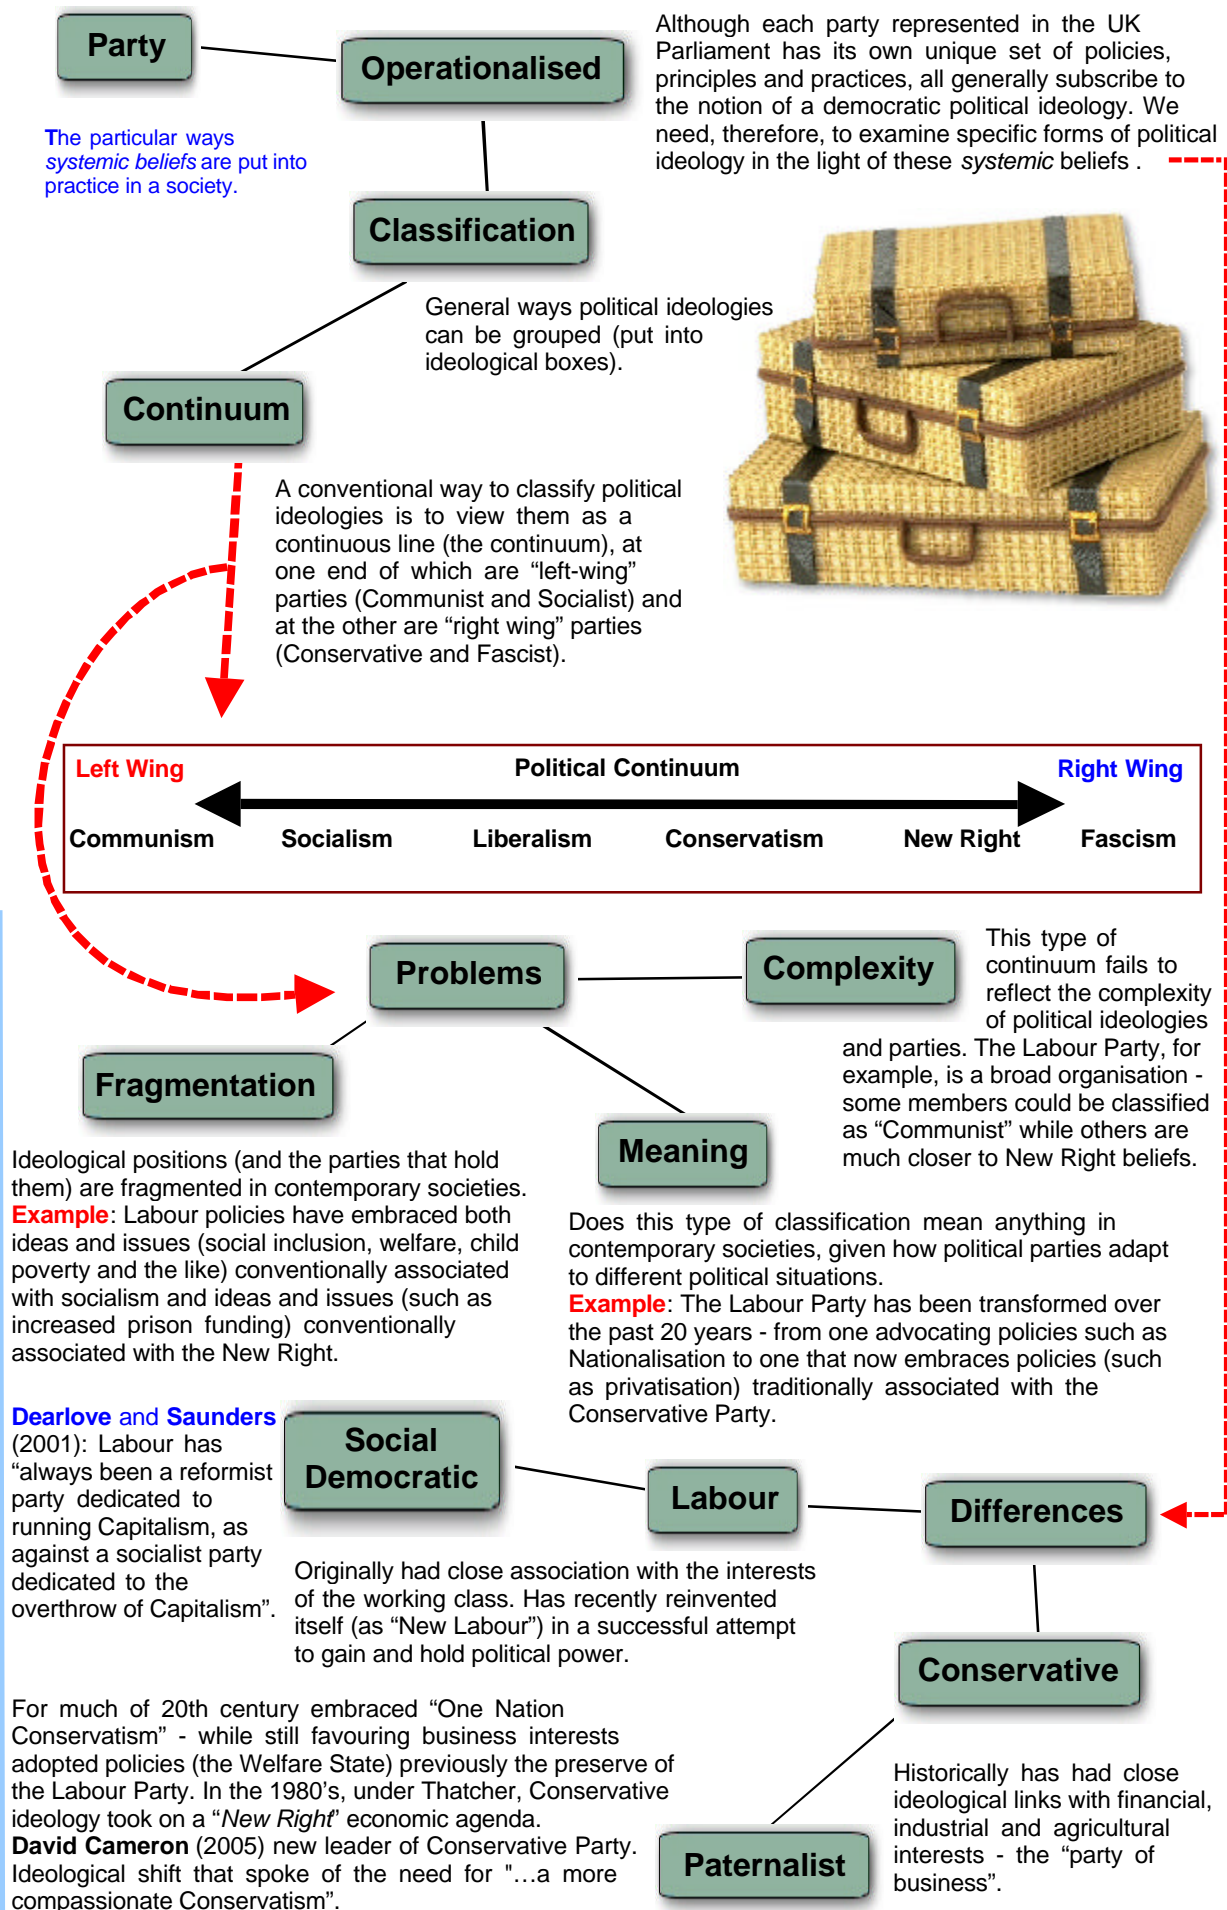 Party
Operationalised
Although each party represented in the UK
Parliament has its own unique set of policies,
principles and practices, all generally subscribe to
the notion of a democratic political ideology. We
need, therefore, to examine specific forms of political
ideology in the light of these systemic beliefs .
The particular ways
systemic beliefs are put into
practice in a society.
Classification
General ways political ideologies
can be grouped (put into
ideological boxes).
Continuum
A conventional way to classify political
ideologies is to view them as a
continuous line (the continuum), at
one end of which are “left-wing”
parties (Communist and Socialist) and
at the other are “right wing” parties
(Conservative and Fascist).
Left Wing Political Continuum Right Wing
Communism Socialism Liberalism Conservatism New Right Fascism
Problems
Complexity
This type of
continuum fails to
reflect the complexity
of political ideologies
and parties. The Labour Party, for
example, is a broad organisation -
some members could be classified
as “Communist” while others are
much closer to New Right beliefs.
Fragmentation
Ideological positions (and the parties that hold
them) are fragmented in contemporary societies.
Example: Labour policies have embraced both
ideas and issues (social inclusion, welfare, child
poverty and the like) conventionally associated
with socialism and ideas and issues (such as
increased prison funding) conventionally
associated with the New Right.
Meaning
Does this type of classification mean anything in
contemporary societies, given how political parties adapt
to different political situations.
Example: The Labour Party has been transformed over
the past 20 years - from one advocating policies such as
Nationalisation to one that now embraces policies (such
as privatisation) traditionally associated with the
Conservative Party.
Dearlove and Saunders
(2001): Labour has
“always been a reformist
party dedicated to
running Capitalism, as
against a socialist party
dedicated to the
overthrow of Capitalism”.
Social
Democratic
Labour
Differences
Originally had close association with the interests
of the working class. Has recently reinvented
itself (as “New Labour”) in a successful attempt
to gain and hold political power.
Conservative
For much of 20th century embraced “One Nation
Conservatism” - while still favouring business interests
adopted policies (the Welfare State) previously the preserve of
the Labour Party. In the 1980’s, under Thatcher, Conservative
ideology took on a “New Right” economic agenda.
David Cameron (2005) new leader of Conservative Party.
Ideological shift that spoke of the need for "…a more
compassionate Conservatism”.
Paternalist
Historically has had close
ideological links with financial,
industrial and agricultural
interests - the “party of
business”.